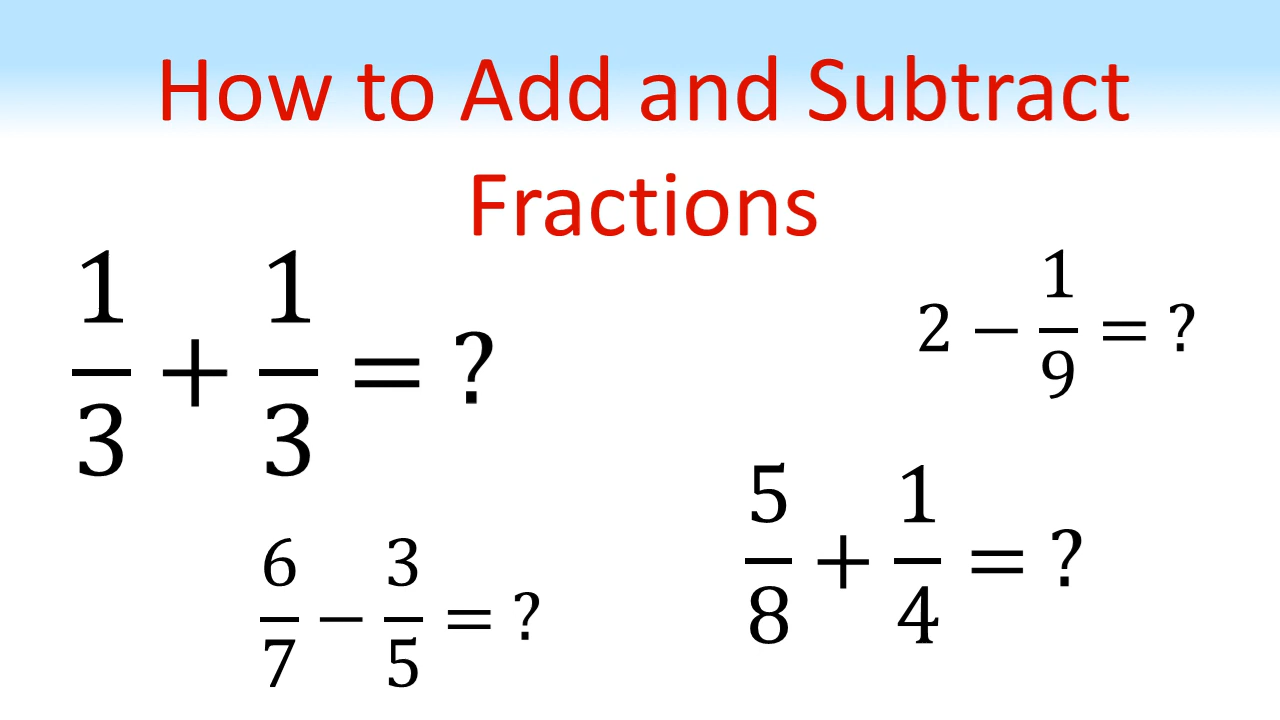 How to Add and Subtract
Fractions
1/3 + 1/3 = ?
2 − 1/9 = ?
5/8 + 1/4 = ?
6/7 − 3/5 = ?